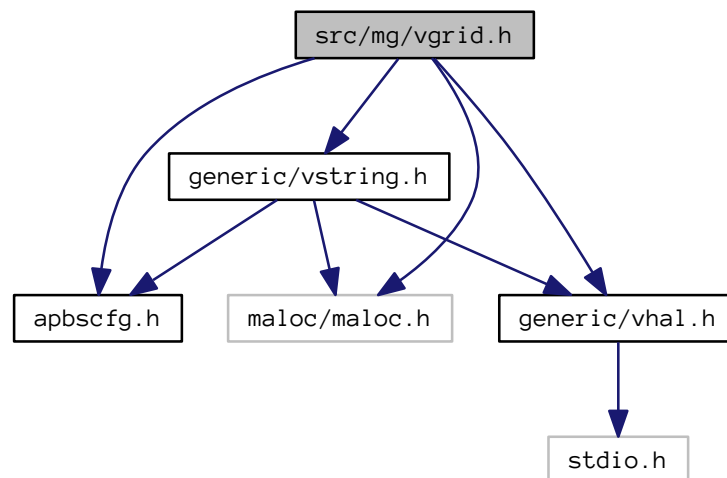 src/mg/vgrid.h
generic/vstring.h
apbscfg.h
maloc/maloc.h
generic/vhal.h
stdio.h